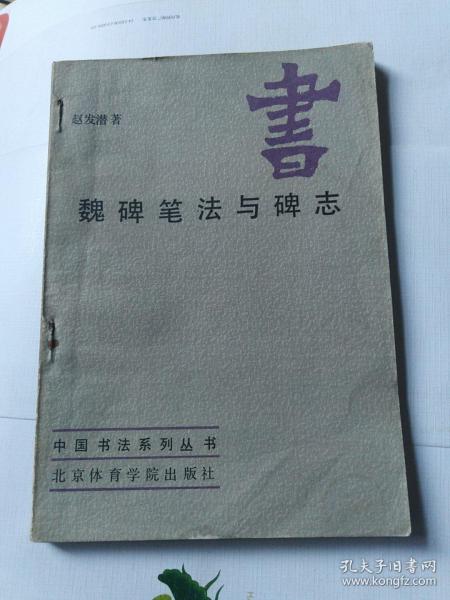 書
赵发潜著
魏碑笔法与碑志
中国书法系列丛书
北京体育学院出版社
孔夫子旧书网
www.kongfz.com